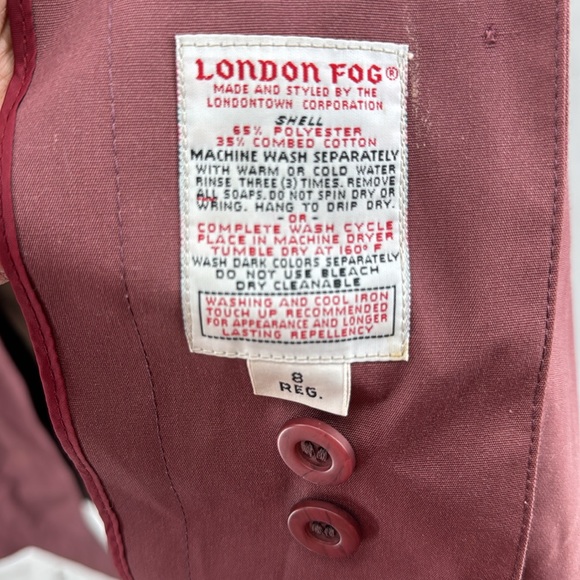 LONDON FOG®
MADE AND STYLED BY THE
LONDONTOWN CORPORATION
SHELL
65% POLYESTER
35% COMBED COTTON
MACHINE WASH SEPARATELY
WITH WARM OR COLD WATER
RINSE THREE (3) TIMES. REMOVE
ALL SOAPS. DO NOT SPIN DRY OR
WRING. HANG TO DRIP DRY.
- OR -
COMPLETE WASH CYCLE
PLACE IN MACHINE DRYER
TUMBLE DRY AT 160° F
WASH DARK COLORS SEPARATELY
DO NOT USE BLEACH
DRY CLEANABLE
WASHING AND COOL IRON
TOUCH UP RECOMMENDED
FOR APPEARANCE AND LONGER
LASTING REPELLENCY
8
REG.